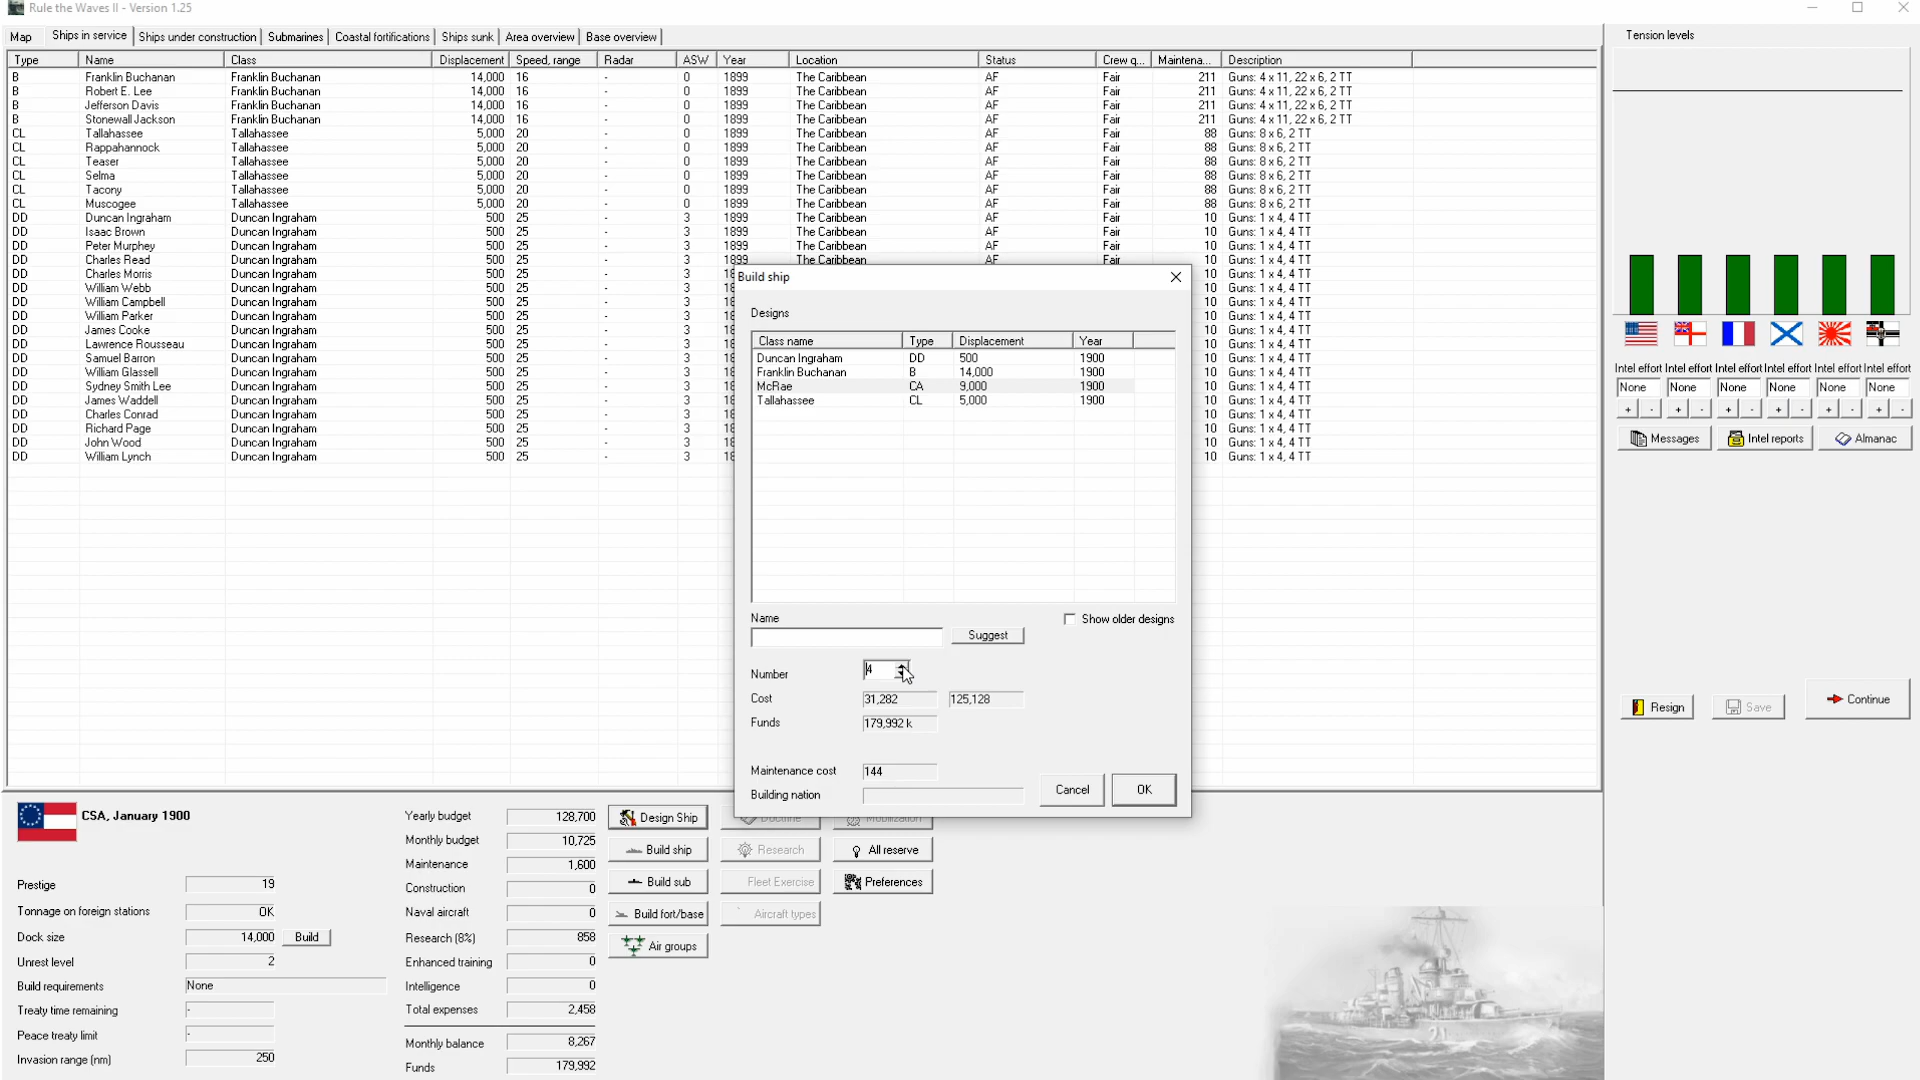 Rule the Waves II - Version 1.25
Map Ships in service Ships under construction Submarines Coastal fortifications Ships sunk Area overview Base overview
Type Name Class Displacement Speed, range Radar ASW Year Location Status Crew q... Maintena... Description
B Franklin Buchanan Franklin Buchanan 14,000 16 - 0 1899 The Caribbean AF Fair 211 Guns: 4 x 11, 22 x 6, 2 TT
B Robert E. Lee Franklin Buchanan 14,000 16 - 0 1899 The Caribbean AF Fair 211 Guns: 4 x 11, 22 x 6, 2 TT
B Jefferson Davis Franklin Buchanan 14,000 16 - 0 1899 The Caribbean AF Fair 211 Guns: 4 x 11, 22 x 6, 2 TT
B Stonewall Jackson Franklin Buchanan 14,000 16 - 0 1899 The Caribbean AF Fair 211 Guns: 4 x 11, 22 x 6, 2 TT
CL Tallahassee Tallahassee 5,000 20 - 0 1899 The Caribbean AF Fair 88 Guns: 8 x 6, 2 TT
CL Rappahannock Tallahassee 5,000 20 - 0 1899 The Caribbean AF Fair 88 Guns: 8 x 6, 2 TT
CL Teaser Tallahassee 5,000 20 - 0 1899 The Caribbean AF Fair 88 Guns: 8 x 6, 2 TT
CL Selma Tallahassee 5,000 20 - 0 1899 The Caribbean AF Fair 88 Guns: 8 x 6, 2 TT
CL Tacony Tallahassee 5,000 20 - 0 1899 The Caribbean AF Fair 88 Guns: 8 x 6, 2 TT
CL Muscogee Tallahassee 5,000 20 - 0 1899 The Caribbean AF Fair 88 Guns: 8 x 6, 2 TT
DD Duncan Ingraham Duncan Ingraham 500 25 - 3 1899 The Caribbean AF Fair 10 Guns: 1 x 4, 4 TT
DD Isaac Brown Duncan Ingraham 500 25 - 3 1899 The Caribbean AF Fair 10 Guns: 1 x 4, 4 TT
DD Peter Murphey Duncan Ingraham 500 25 - 3 1899 The Caribbean AF Fair 10 Guns: 1 x 4, 4 TT
DD Charles Read Duncan Ingraham 500 25 - 3 1899 The Caribbean AF Fair 10 Guns: 1 x 4, 4 TT
DD Charles Morris Duncan Ingraham 500 25 - 3 18 10 Guns: 1 x 4, 4 TT
DD William Webb Duncan Ingraham 500 25 - 3 18 10 Guns: 1 x 4, 4 TT
DD William Campbell Duncan Ingraham 500 25 - 3 18 10 Guns: 1 x 4, 4 TT
DD William Parker Duncan Ingraham 500 25 - 3 18 10 Guns: 1 x 4, 4 TT
DD James Cooke Duncan Ingraham 500 25 - 3 18 10 Guns: 1 x 4, 4 TT
DD Lawrence Rousseau Duncan Ingraham 500 25 - 3 18 10 Guns: 1 x 4, 4 TT
DD Samuel Barron Duncan Ingraham 500 25 - 3 18 10 Guns: 1 x 4, 4 TT
DD William Glassell Duncan Ingraham 500 25 - 3 18 10 Guns: 1 x 4, 4 TT
DD Sydney Smith Lee Duncan Ingraham 500 25 - 3 18 10 Guns: 1 x 4, 4 TT
DD James Waddell Duncan Ingraham 500 25 - 3 18 10 Guns: 1 x 4, 4 TT
DD Charles Conrad Duncan Ingraham 500 25 - 3 18 10 Guns: 1 x 4, 4 TT
DD Richard Page Duncan Ingraham 500 25 - 3 18 10 Guns: 1 x 4, 4 TT
DD John Wood Duncan Ingraham 500 25 - 3 18 10 Guns: 1 x 4, 4 TT
DD William Lynch Duncan Ingraham 500 25 - 3 18 10 Guns: 1 x 4, 4 TT
Build ship
Designs
Class name Type Displacement Year
Duncan Ingraham DD 500 1900
Franklin Buchanan B 14,000 1900
McRae CA 9,000 1900
Tallahassee CL 5,000 1900
Name
Show older designs
Suggest
Number 4
Cost 31,282 125,128
Funds 179,992 k
Maintenance cost 144
Building nation
Cancel OK
Tension levels
Intel effort Intel effort Intel effort Intel effort Intel effort Intel effort
None None None None None None
+ - + - + - + - + - + -
Messages Intel reports Almanac
Resign Save Continue
CSA, January 1900
Prestige 19
Tonnage on foreign stations OK
Dock size 14,000 Build
Unrest level 2
Build requirements None
Treaty time remaining -
Peace treaty limit -
Invasion range (nm) 250
Yearly budget 128,700
Monthly budget 10,725
Maintenance 1,600
Construction 0
Naval aircraft 0
Research (8%) 858
Enhanced training 0
Intelligence 0
Total expenses 2,458
Monthly balance 8,267
Funds 179,992
Design Ship Doctrine Mobilization
Build ship Research All reserve
Build sub Fleet Exercise Preferences
Build fort/base Aircraft types
Air groups
21